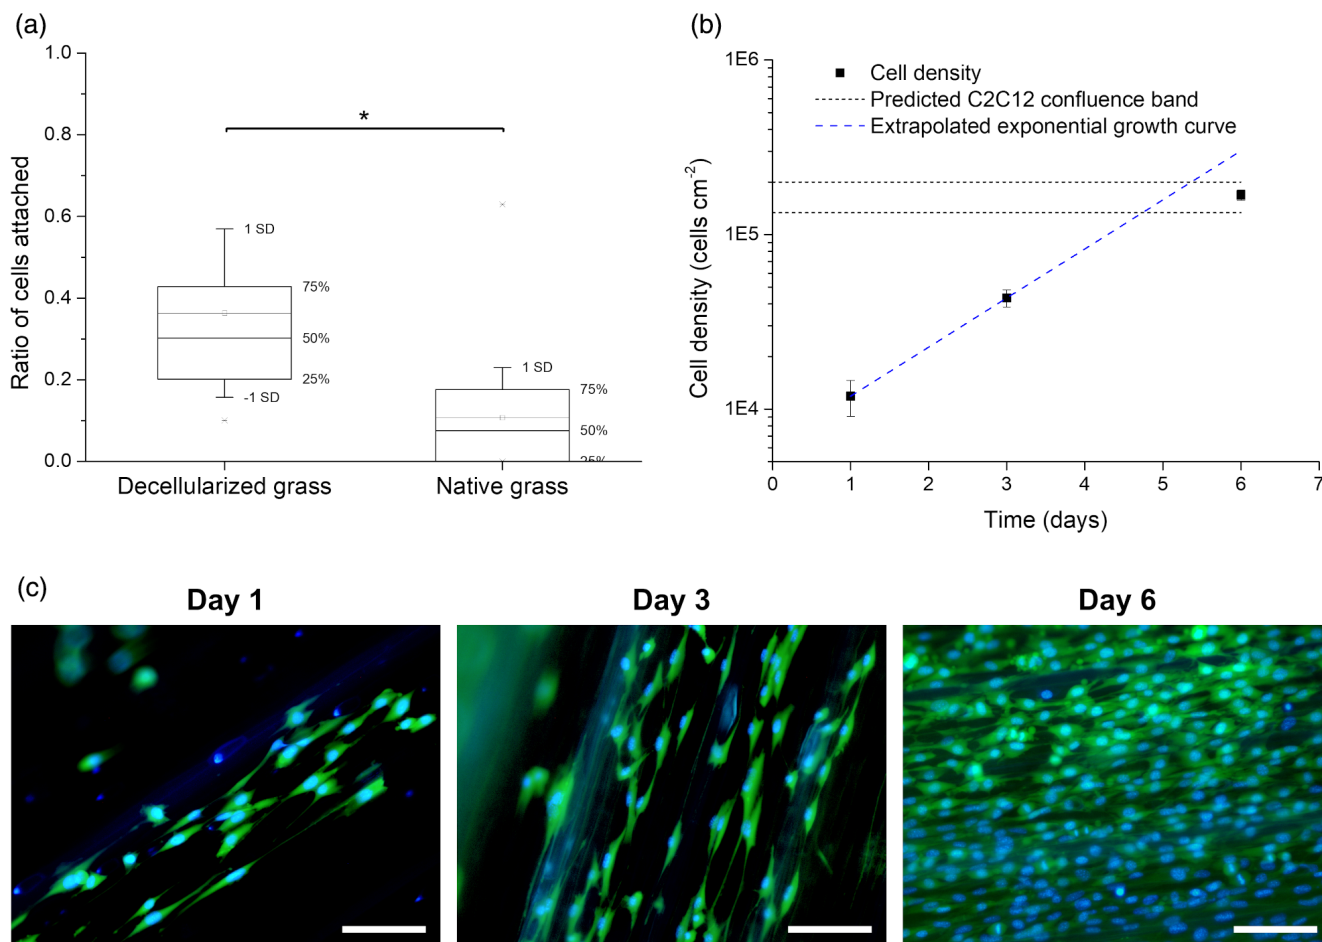 (a)
1.0
0.8
0.6
0.4
0.2
0.0
Ratio of cells attached
*
1 SD
75%
50%
25%
-1 SD
1 SD
75%
50%
25%
Decellularized grass
Native grass
(b)
1E6
1E5
1E4
Cell density (cells cm-2)
Cell density
Predicted C2C12 confluence band
Extrapolated exponential growth curve
0 1 2 3 4 5 6 7
Time (days)
(c)
Day 1
Day 3
Day 6